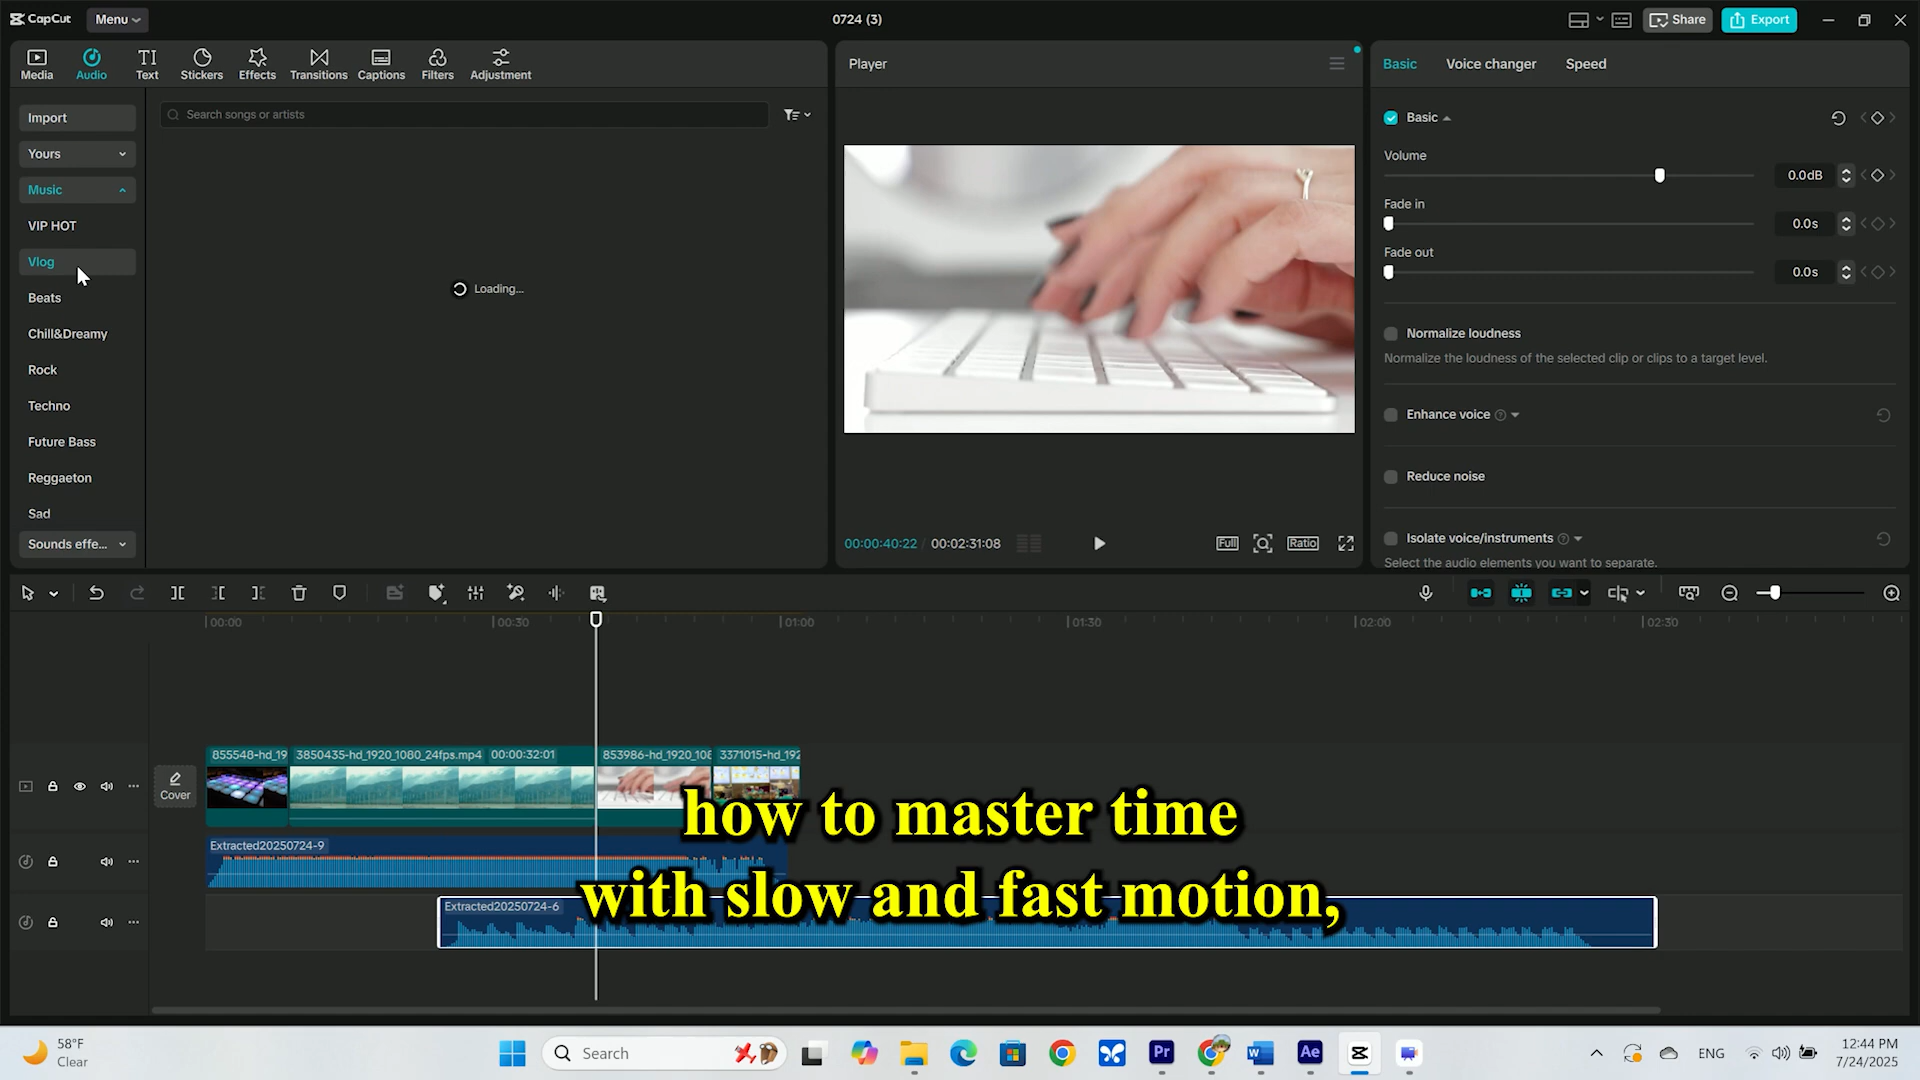 CapCut
Menu
0724 (3)
Share
Export
Media
Audio
Text
Stickers
Effects
Transitions
Captions
Filters
Adjustment
Import
Yours
Music
VIP HOT
Vlog
Beats
Chill&Dreamy
Rock
Techno
Future Bass
Reggaeton
Sad
Sounds effe...
Search songs or artists
Loading...
Player
00:00:40:22 / 00:02:31:08
Full
Ratio
Basic
Voice changer
Speed
Basic
Volume
0.0dB
Fade in
0.0s
Fade out
0.0s
Normalize loudness
Normalize the loudness of the selected clip or clips to a target level.
Enhance voice
Reduce noise
Isolate voice/instruments
Select the audio elements you want to separate.
00:00
00:30
01:00
01:30
02:00
02:30
Cover
855548-hd_19
3850435-hd_1920_1080_24fps.mp4 00:00:32:01
853986-hd_1920_108
3371015-hd_192
Extracted20250724-9
Extracted20250724-6
how to master time
with slow and fast motion,
58°F
Clear
Search
Pr
W
Ae
ENG
12:44 PM
7/24/2025